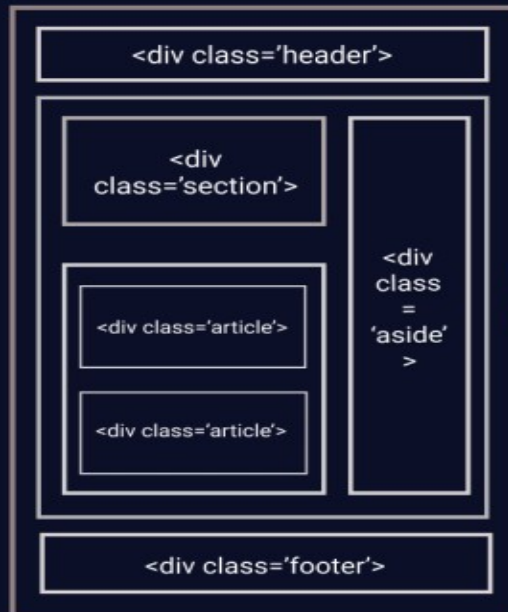 <div class='header'>
<div
class='section'>
<div class='article'>
<div class='article'>
<div
class
=
'aside'
>
<div class='footer'>